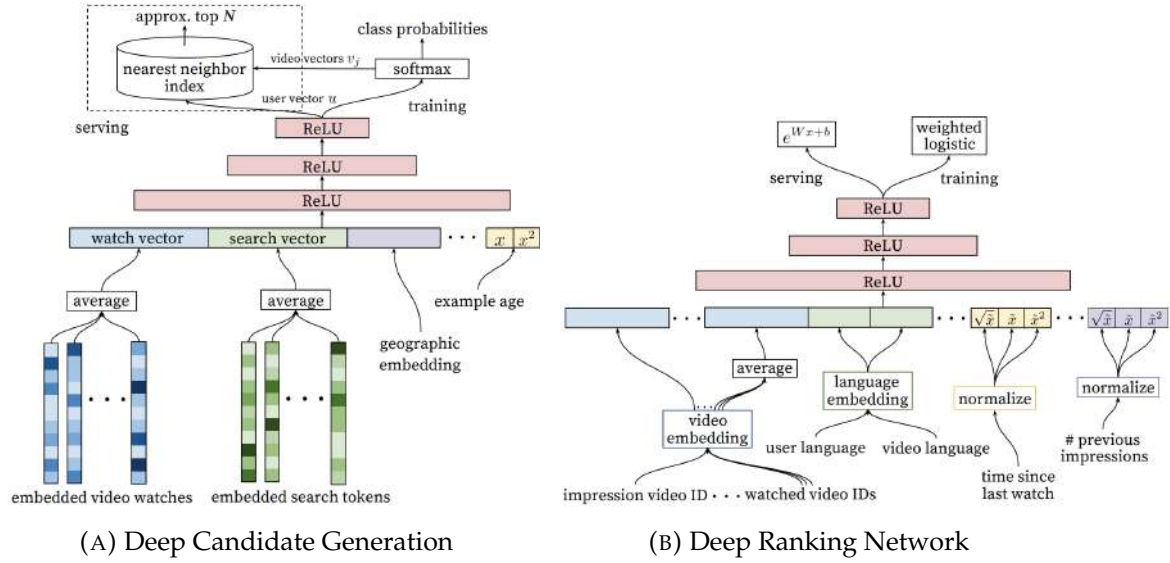 approx. top N
class probabilities
video vectors v_j
nearest neighbor
index
softmax
user vector u
training
serving
ReLU
ReLU
ReLU
watch vector
search vector
. . .
x
x²
average
average
example age
geographic
embedding
. . .
. . .
embedded video watches
embedded search tokens
(A) Deep Candidate Generation
e^{Wx+b}
weighted
logistic
serving
training
ReLU
ReLU
ReLU
. . .
. . .
√x̃
x̃
x̃²
. . .
√x̃
x̃
x̃²
average
. . .
video
embedding
language
embedding
normalize
normalize
user language
video language
# previous
impressions
impression video ID . . . watched video IDs
time since
last watch
(B) Deep Ranking Network